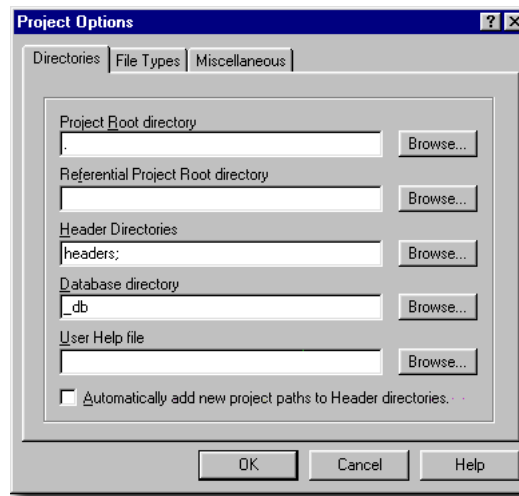 Project Options
Directories File Types Miscellaneous
Project Root directory
.
Browse...
Referential Project Root directory
Browse...
Header Directories
headers;
Browse...
Database directory
_db
Browse...
User Help file
Browse...
Automatically add new project paths to Header directories.
OK Cancel Help